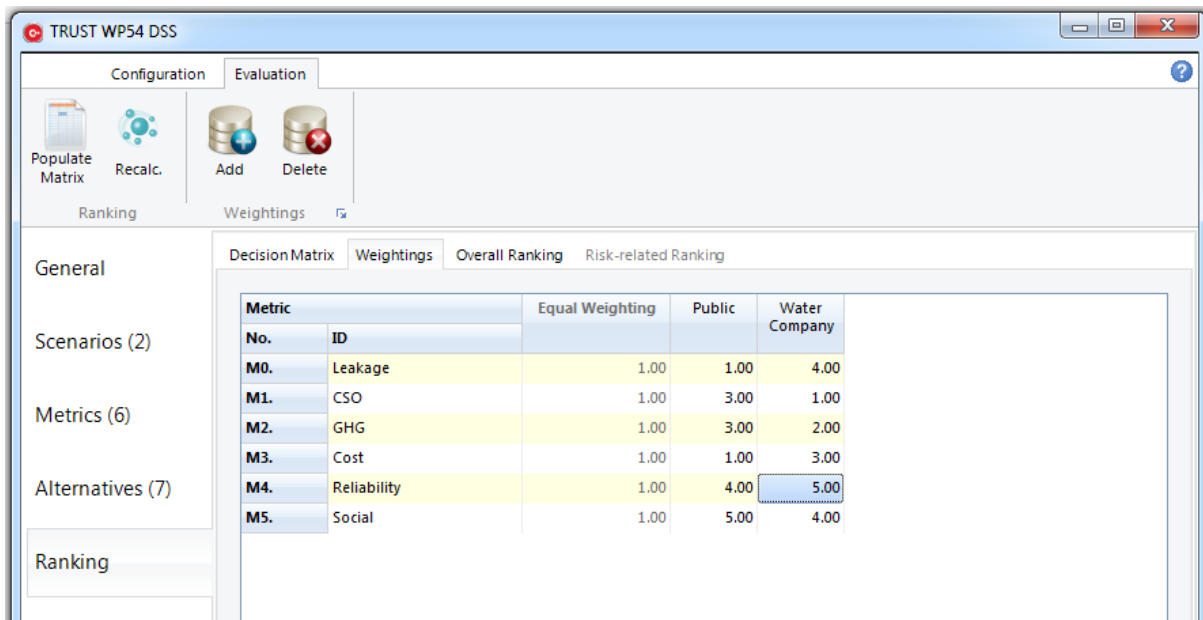 TRUST WP54 DSS
Configuration Evaluation
Populate Matrix Recalc. Add Delete
Ranking Weightings
General
Scenarios (2)
Metrics (6)
Alternatives (7)
Ranking
Decision Matrix Weightings Overall Ranking Risk-related Ranking
Metric Equal Weighting Public Water Company
No. ID
M0. Leakage 1.00 1.00 4.00
M1. CSO 1.00 3.00 1.00
M2. GHG 1.00 3.00 2.00
M3. Cost 1.00 1.00 3.00
M4. Reliability 1.00 4.00 5.00
M5. Social 1.00 5.00 4.00